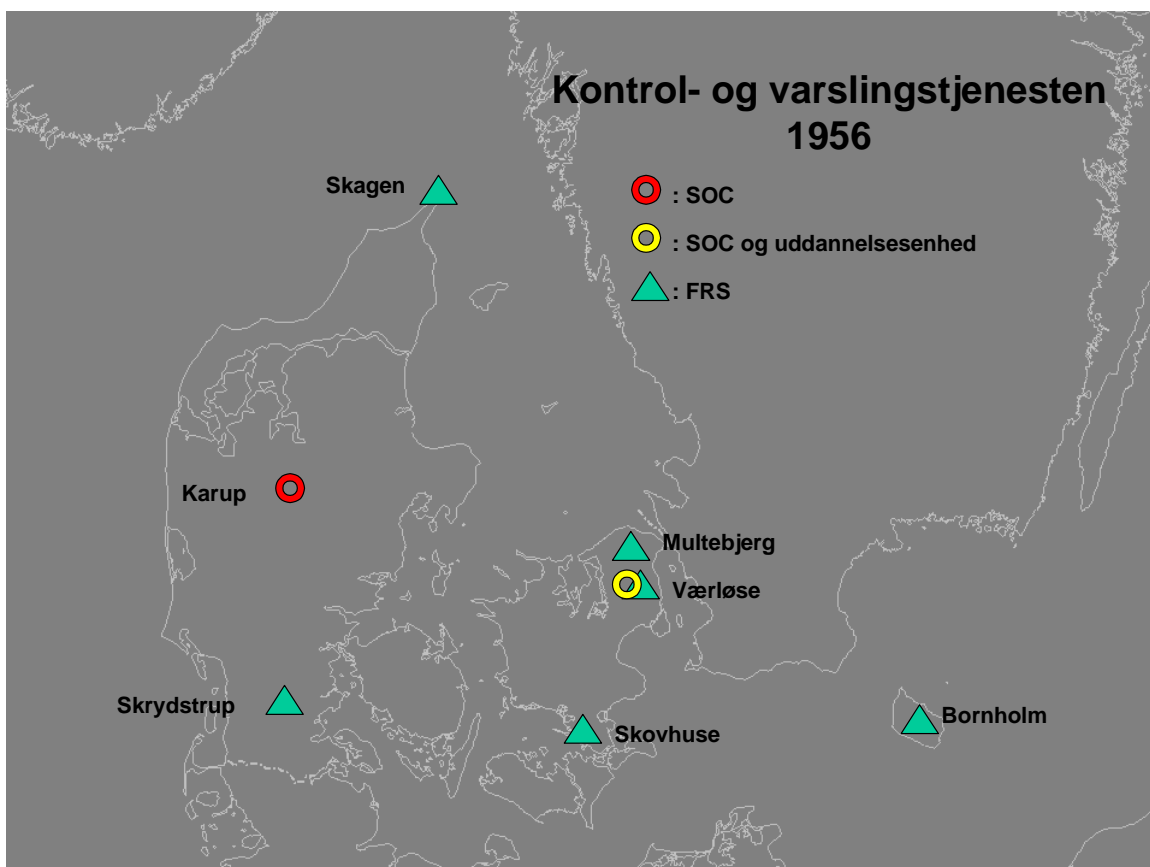 Kontrol- og varslingstjenesten
1956
Skagen
: SOC
: SOC og uddannelsesenhed
: FRS
Karup
Multebjerg
Værløse
Skrydstrup
Skovhuse
Bornholm